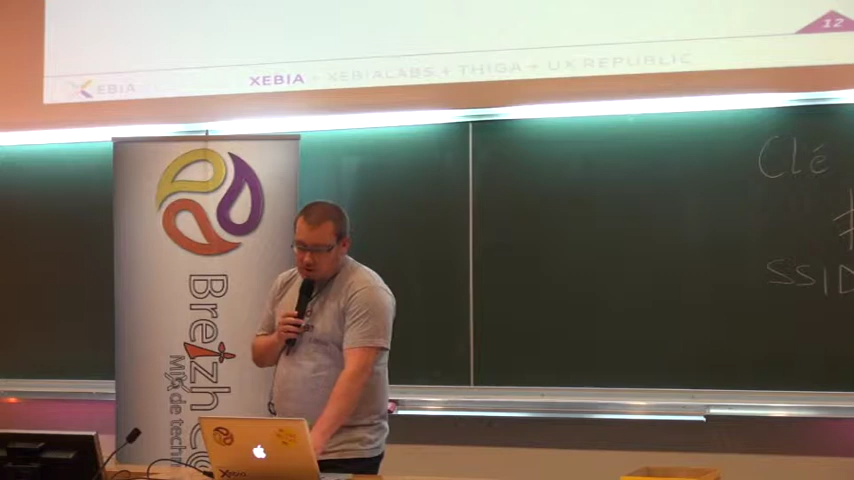 12
XEBIA
XEBIA + XEBIALABS + THIGA + UX REPUBLIC
Clé
SSID
Breizh C
Mix de techn
XEBIA